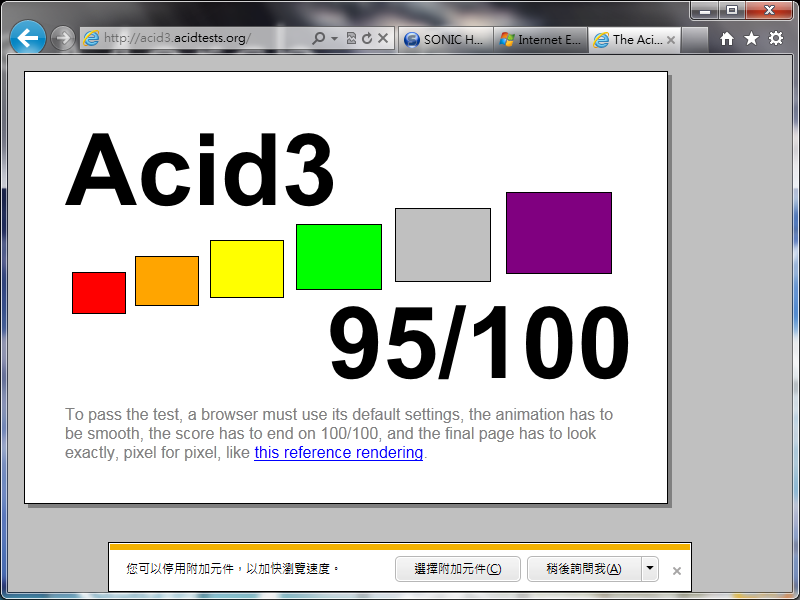 http://acid3.acidtests.org/
SONIC H...
Internet E...
The Aci...
Acid3
95/100
To pass the test, a browser must use its default settings, the animation has to
be smooth, the score has to end on 100/100, and the final page has to look
exactly, pixel for pixel, like this reference rendering.
您可以停用附加元件，以加快瀏覽速度。
選擇附加元件(C)
稍後詢問我(A)